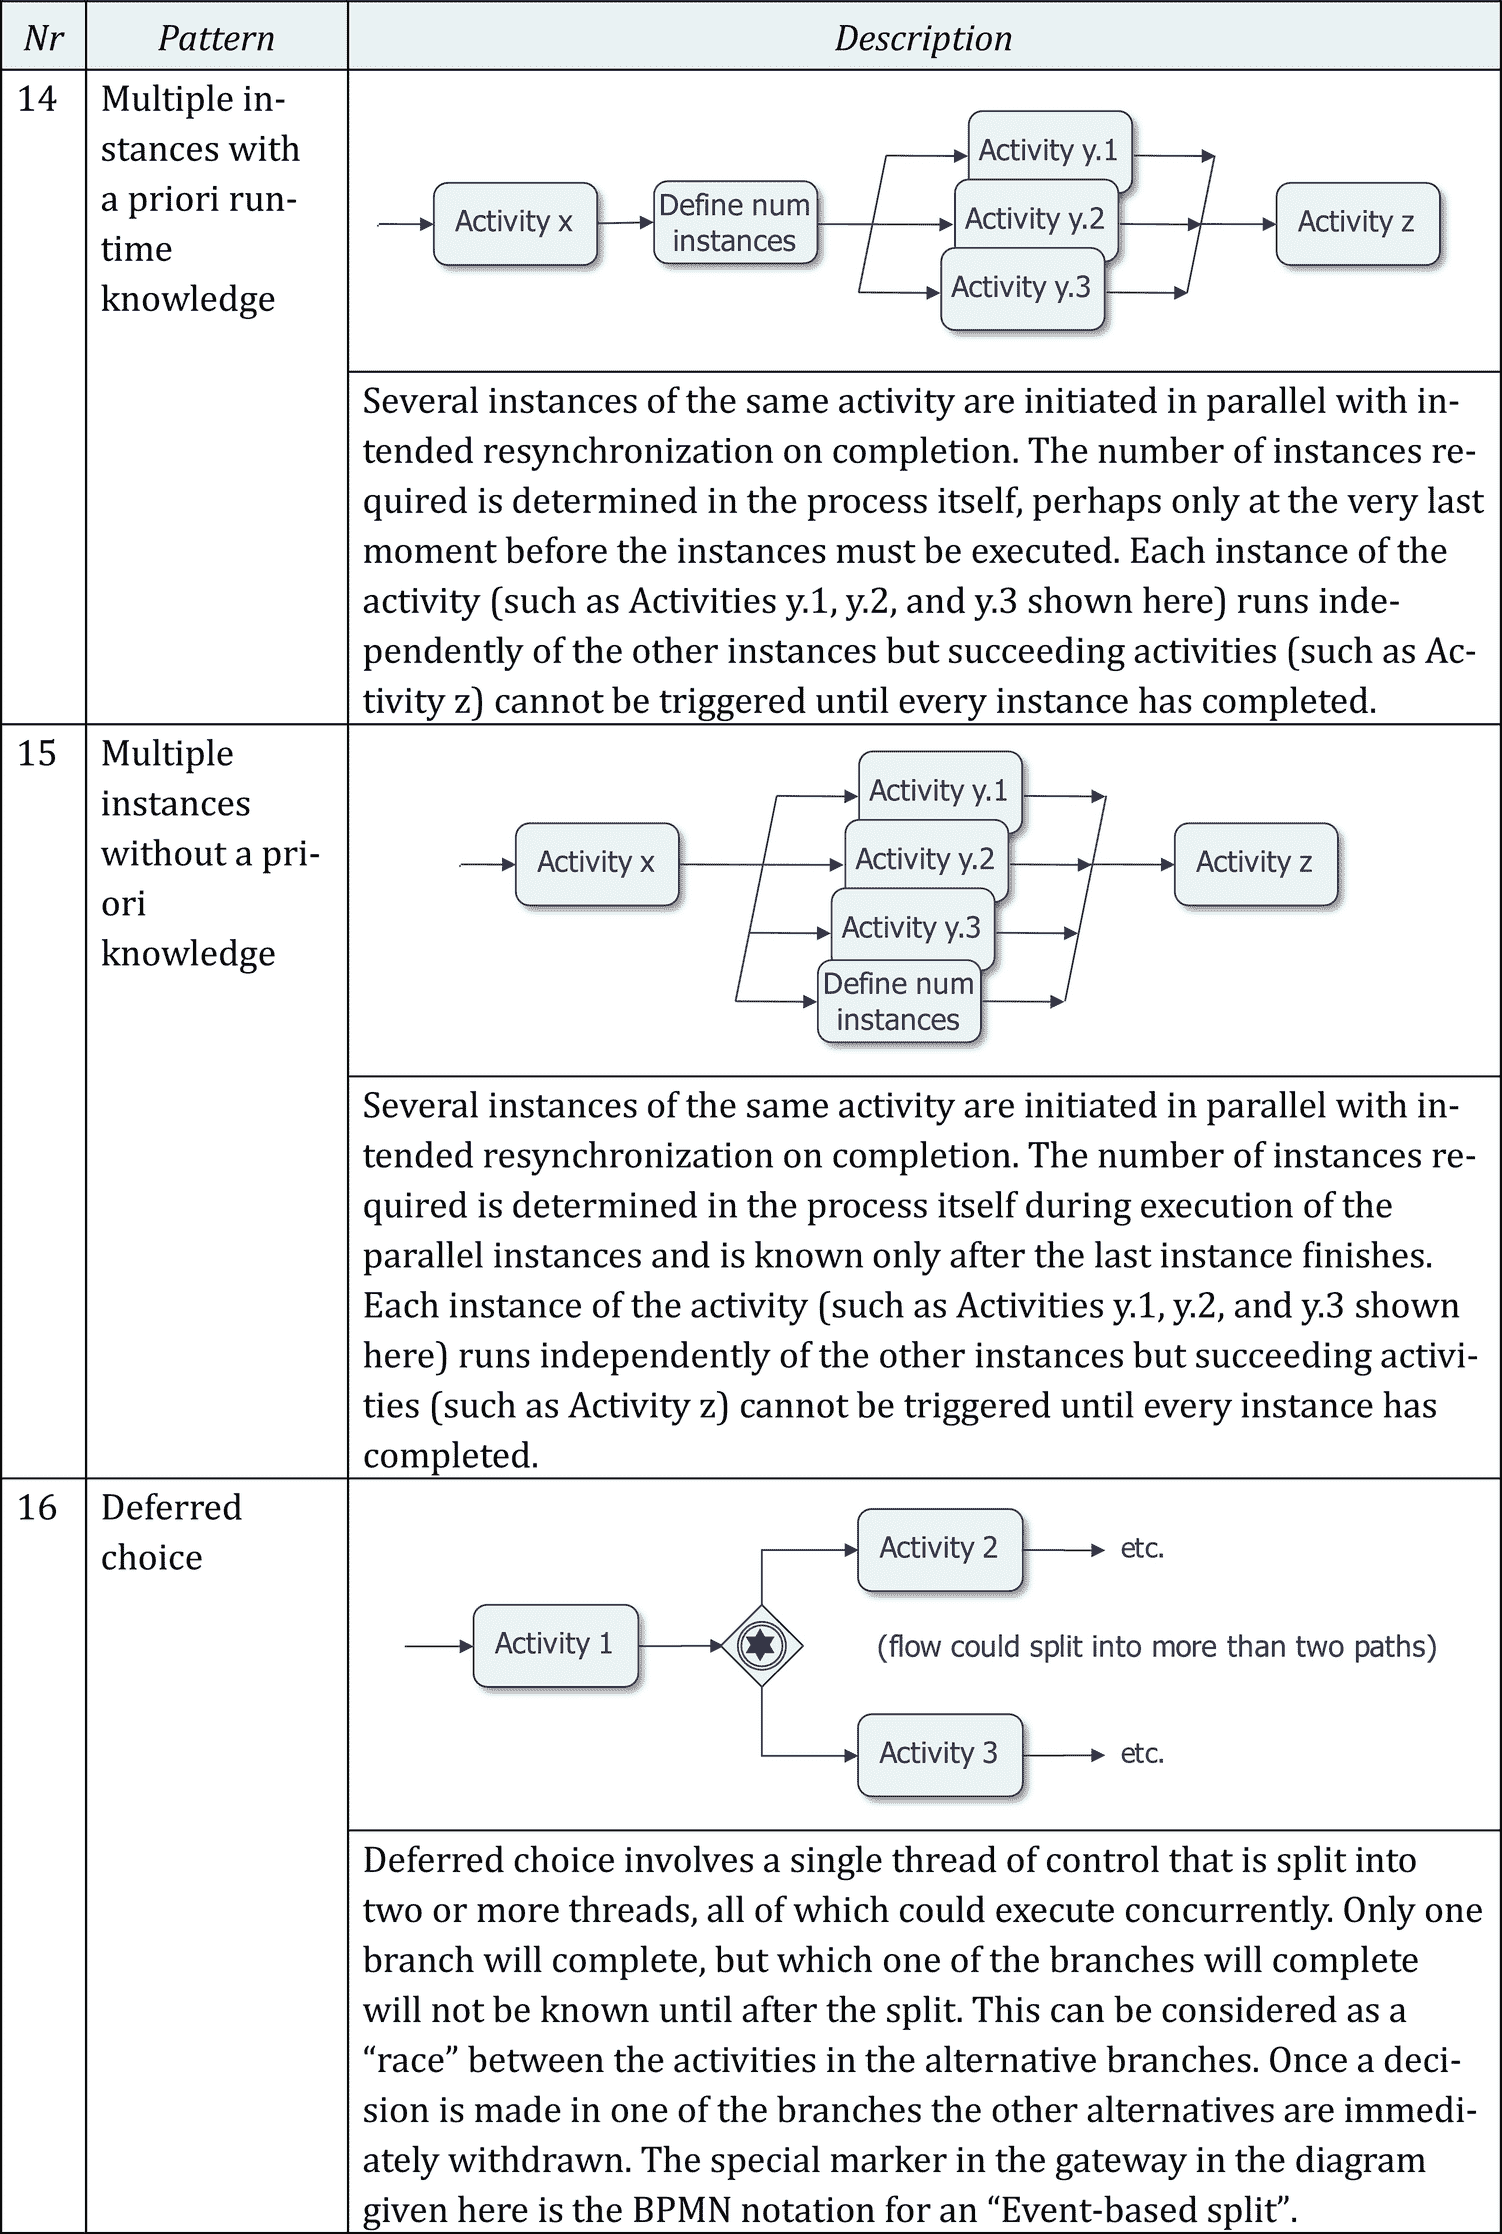 Nr Pattern Description
14 Multiple in-
stances with
a priori run-
time
knowledge
Activity x
Define num
instances
Activity y.1
Activity y.2
Activity y.3
Activity z
Several instances of the same activity are initiated in parallel with in-
tended resynchronization on completion. The number of instances re-
quired is determined in the process itself, perhaps only at the very last
moment before the instances must be executed. Each instance of the
activity (such as Activities y.1, y.2, and y.3 shown here) runs inde-
pendently of the other instances but succeeding activities (such as Ac-
tivity z) cannot be triggered until every instance has completed.
15 Multiple
instances
without a pri-
ori
knowledge
Activity x
Activity y.1
Activity y.2
Activity y.3
Define num
instances
Activity z
Several instances of the same activity are initiated in parallel with in-
tended resynchronization on completion. The number of instances re-
quired is determined in the process itself during execution of the
parallel instances and is known only after the last instance finishes.
Each instance of the activity (such as Activities y.1, y.2, and y.3 shown
here) runs independently of the other instances but succeeding activi-
ties (such as Activity z) cannot be triggered until every instance has
completed.
16 Deferred
choice
Activity 1
Activity 2 etc.
(flow could split into more than two paths)
Activity 3 etc.
Deferred choice involves a single thread of control that is split into
two or more threads, all of which could execute concurrently. Only one
branch will complete, but which one of the branches will complete
will not be known until after the split. This can be considered as a
“race” between the activities in the alternative branches. Once a deci-
sion is made in one of the branches the other alternatives are immedi-
ately withdrawn. The special marker in the gateway in the diagram
given here is the BPMN notation for an “Event-based split”.